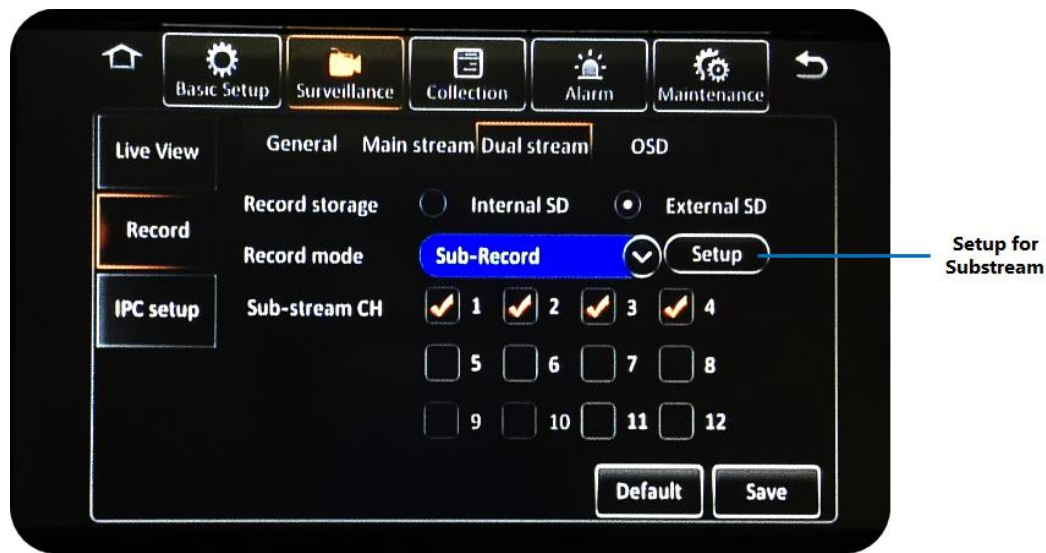 Basic Setup Surveillance Collection Alarm Maintenance
Live View General Main stream Dual stream OSD
Record storage Internal SD External SD
Record
Record mode Sub-Record Setup
Setup for
Substream
IPC setup Sub-stream CH 1 2 3 4
5 6 7 8
9 10 11 12
Default Save